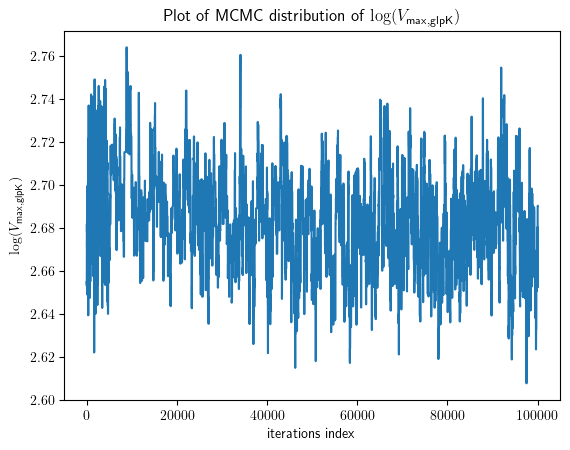 Plot of MCMC distribution of log(V_max,glpK)
log(V_max,glpK)
2.76
2.74
2.72
2.70
2.68
2.66
2.64
2.62
2.60
0 20000 40000 60000 80000 100000
iterations index